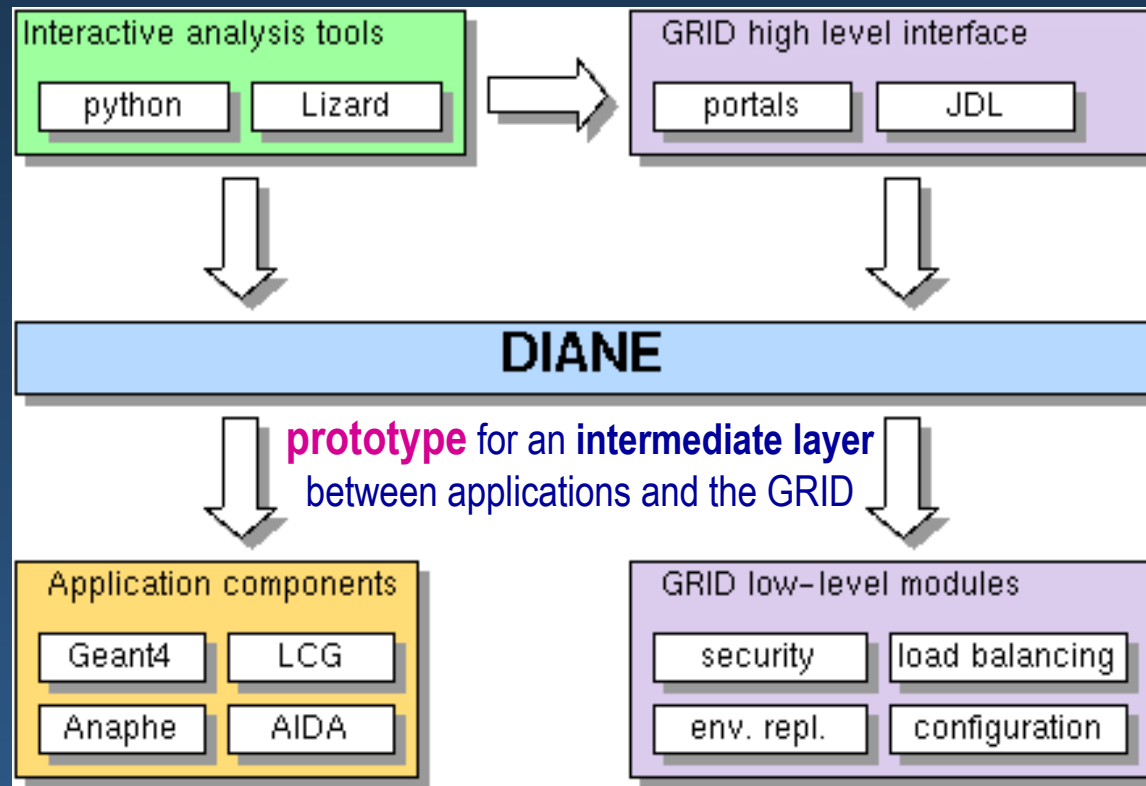 Interactive analysis tools
python
Lizard
GRID high level interface
portals
JDL
DIANE
prototype for an intermediate layer
between applications and the GRID
Application components
Geant4
LCG
Anaphe
AIDA
GRID low-level modules
security
load balancing
env. repl.
configuration